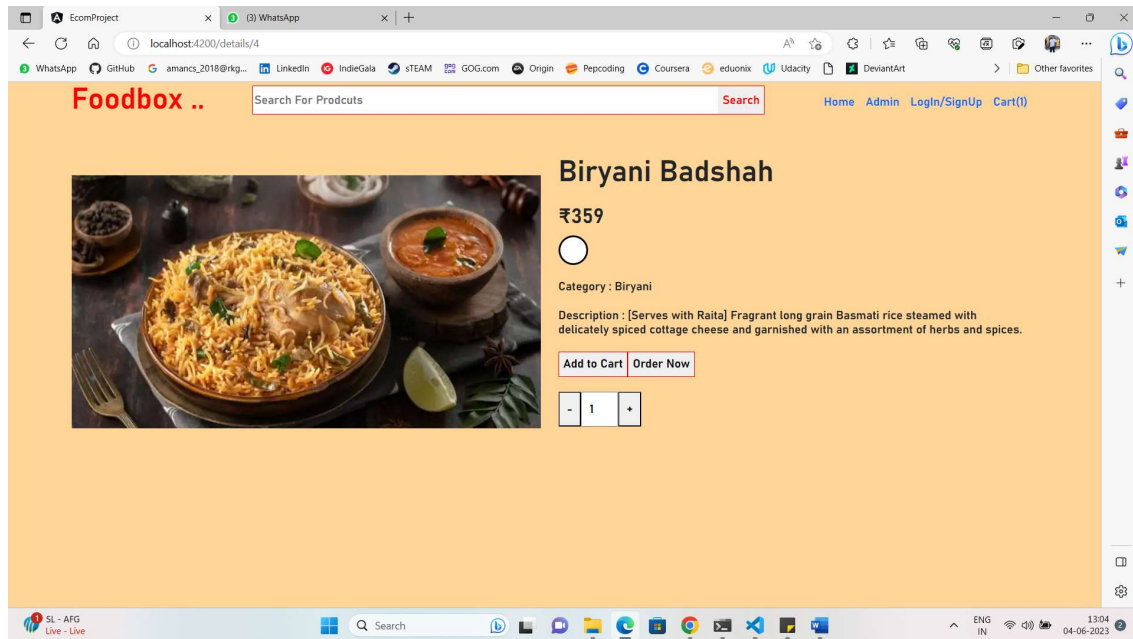 EcomProject
(3) WhatsApp
localhost:4200/details/4
WhatsApp GitHub amancs_2018@rkg... LinkedIn IndieGala sTEAM GOG.com Origin Pepcoding Coursera eduonix Udacity DeviantArt Other favorites
Foodbox ..
Search For Prodcuts
Search
Home Admin LogIn/SignUp Cart(1)
Biryani Badshah
₹359
Category : Biryani
Description : [Serves with Raita] Fragrant long grain Basmati rice steamed with
delicately spiced cottage cheese and garnished with an assortment of herbs and spices.
Add to Cart Order Now
- 1 +
1
SL - AFG
Live - Live
Search
ENG
IN
13:04
04-06-2023
2